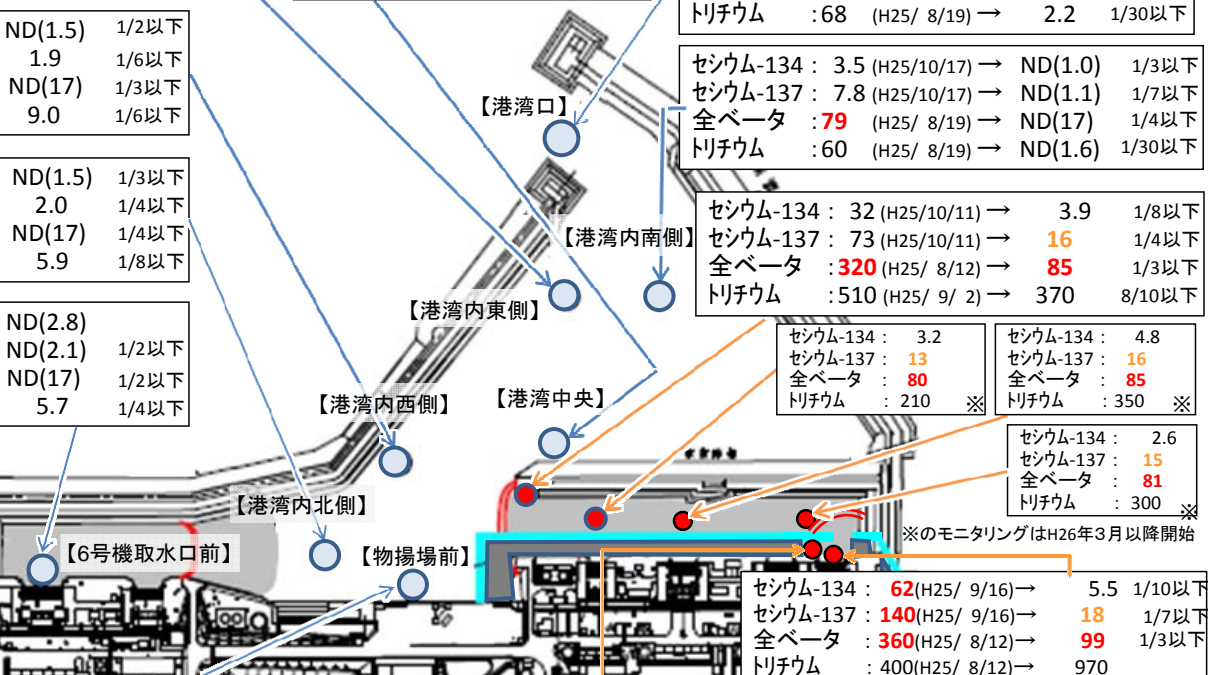 トリチウム :68 (H25/ 8/19) → 2.2 1/30以下
ND(1.5) 1/2以下
1.9 1/6以下
ND(17) 1/3以下
9.0 1/6以下
セシウム-134 : 3.5 (H25/10/17) → ND(1.0) 1/3以下
セシウム-137 : 7.8 (H25/10/17) → ND(1.1) 1/7以下
全ベータ :79 (H25/ 8/19) → ND(17) 1/4以下
トリチウム :60 (H25/ 8/19) → ND(1.6) 1/30以下
【港湾口】
ND(1.5) 1/3以下
2.0 1/4以下
ND(17) 1/4以下
5.9 1/8以下
セシウム-134 : 32 (H25/10/11) → 3.9 1/8以下
セシウム-137 : 73 (H25/10/11) → 16 1/4以下
全ベータ :320 (H25/ 8/12) → 85 1/3以下
トリチウム :510 (H25/ 9/ 2) → 370 8/10以下
【港湾内南側】
【港湾内東側】
ND(2.8)
ND(2.1) 1/2以下
ND(17) 1/2以下
5.7 1/4以下
セシウム-134 : 3.2
セシウム-137 : 13
全ベータ : 80
トリチウム : 210 ※
セシウム-134 : 4.8
セシウム-137 : 16
全ベータ : 85
トリチウム : 350 ※
【港湾内西側】
【港湾中央】
セシウム-134 : 2.6
セシウム-137 : 15
全ベータ : 81
トリチウム : 300 ※
※のモニタリングはH26年3月以降開始
【港湾内北側】
【6号機取水口前】
【物揚場前】
セシウム-134 : 62(H25/ 9/16)→ 5.5 1/10以下
セシウム-137 : 140(H25/ 9/16)→ 18 1/7以下
全ベータ : 360(H25/ 8/12)→ 99 1/3以下
トリチウム : 400(H25/ 8/12)→ 970